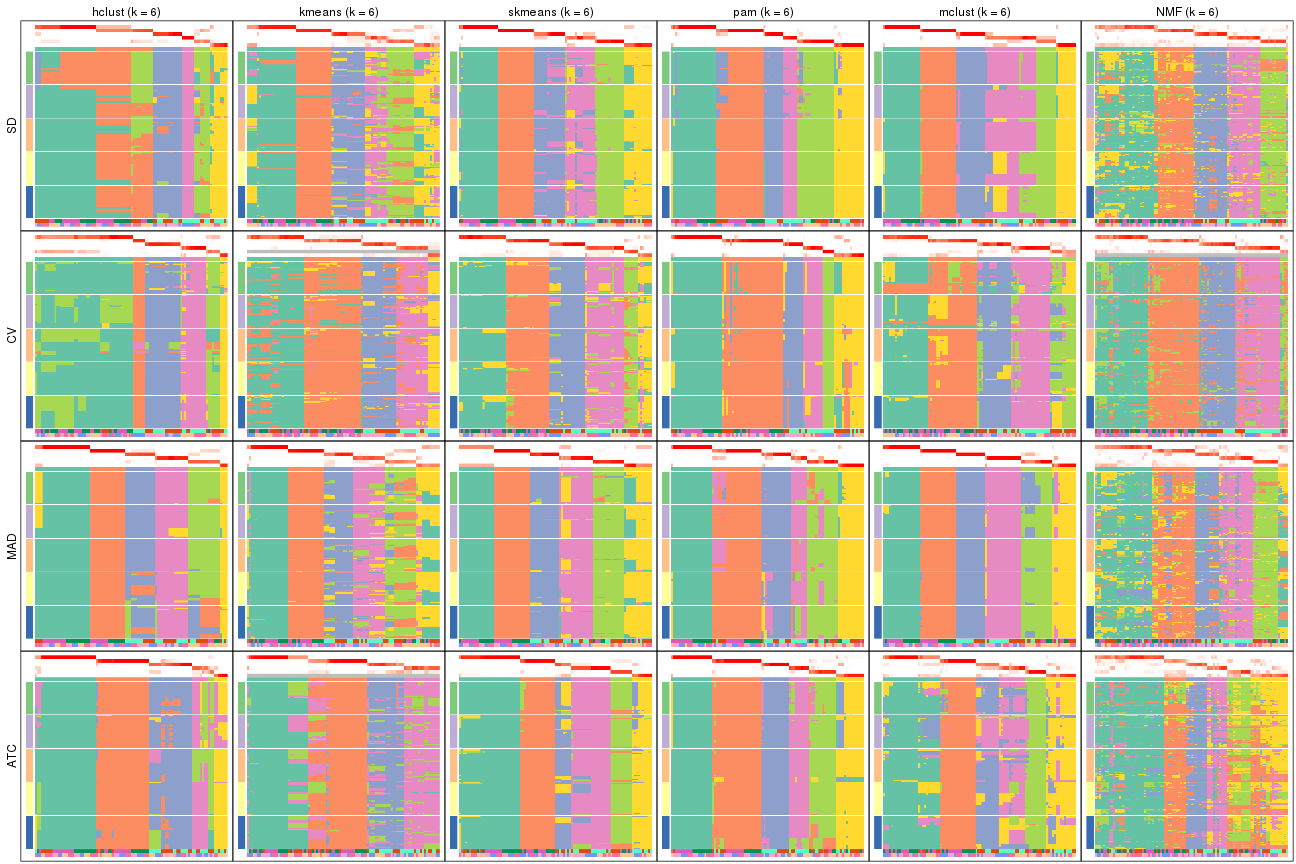 hclust (k = 6) kmeans (k = 6) skmeans (k = 6) pam (k = 6) mclust (k = 6) NMF (k = 6)
SD
CV
MAD
ATC